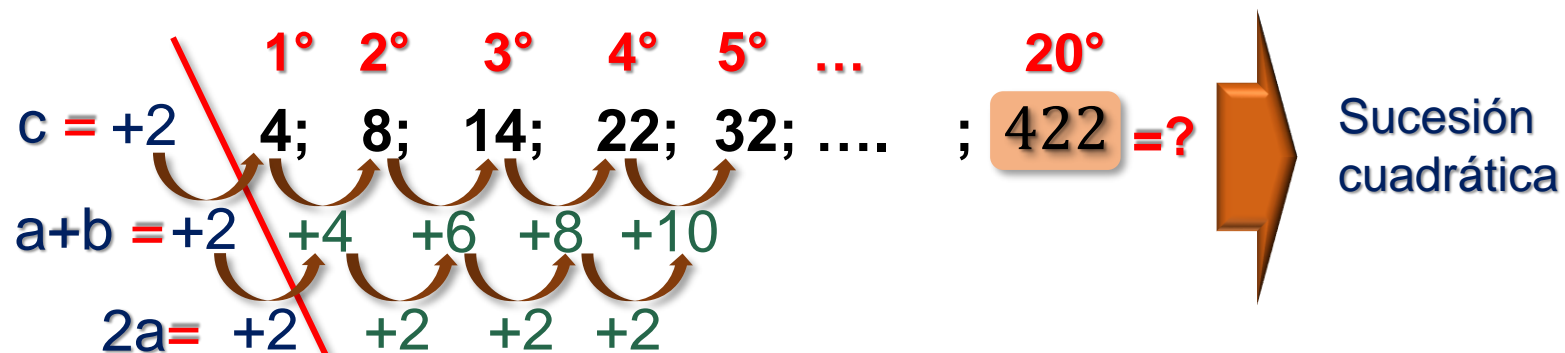 1° 2° 3° 4° 5° ... 20°
c = +2 4; 8; 14; 22; 32; .... ; 422 =?
a+b = +2 +4 +6 +8 +10
2a= +2 +2 +2 +2
Sucesión
cuadrática